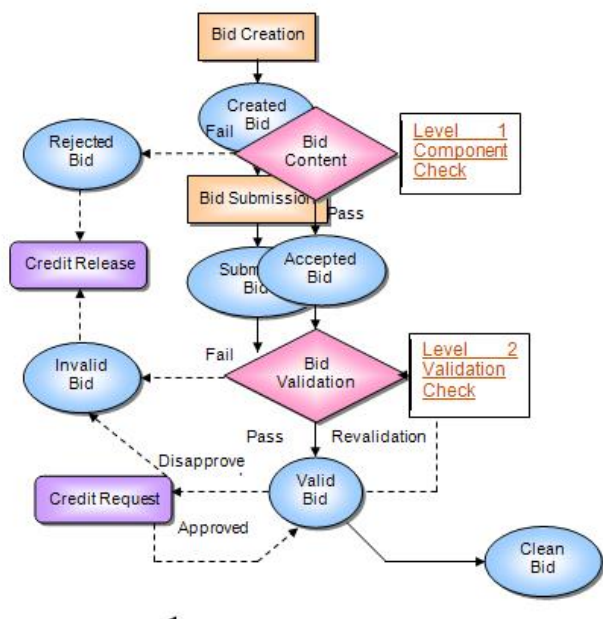 Bid Creation
Created
Bid
Fail
Rejected
Bid
Bid
Content
Level 1
Component
Check
Bid Submission
Pass
Credit Release
Bid
Accepted
Bid
Invalid
Bid
Fail
Bid
Validation
Level 2
Validation
Check
Pass
Revalidation
Disapprove
Valid
Bid
Credit Request
Approved
Clean
Bid